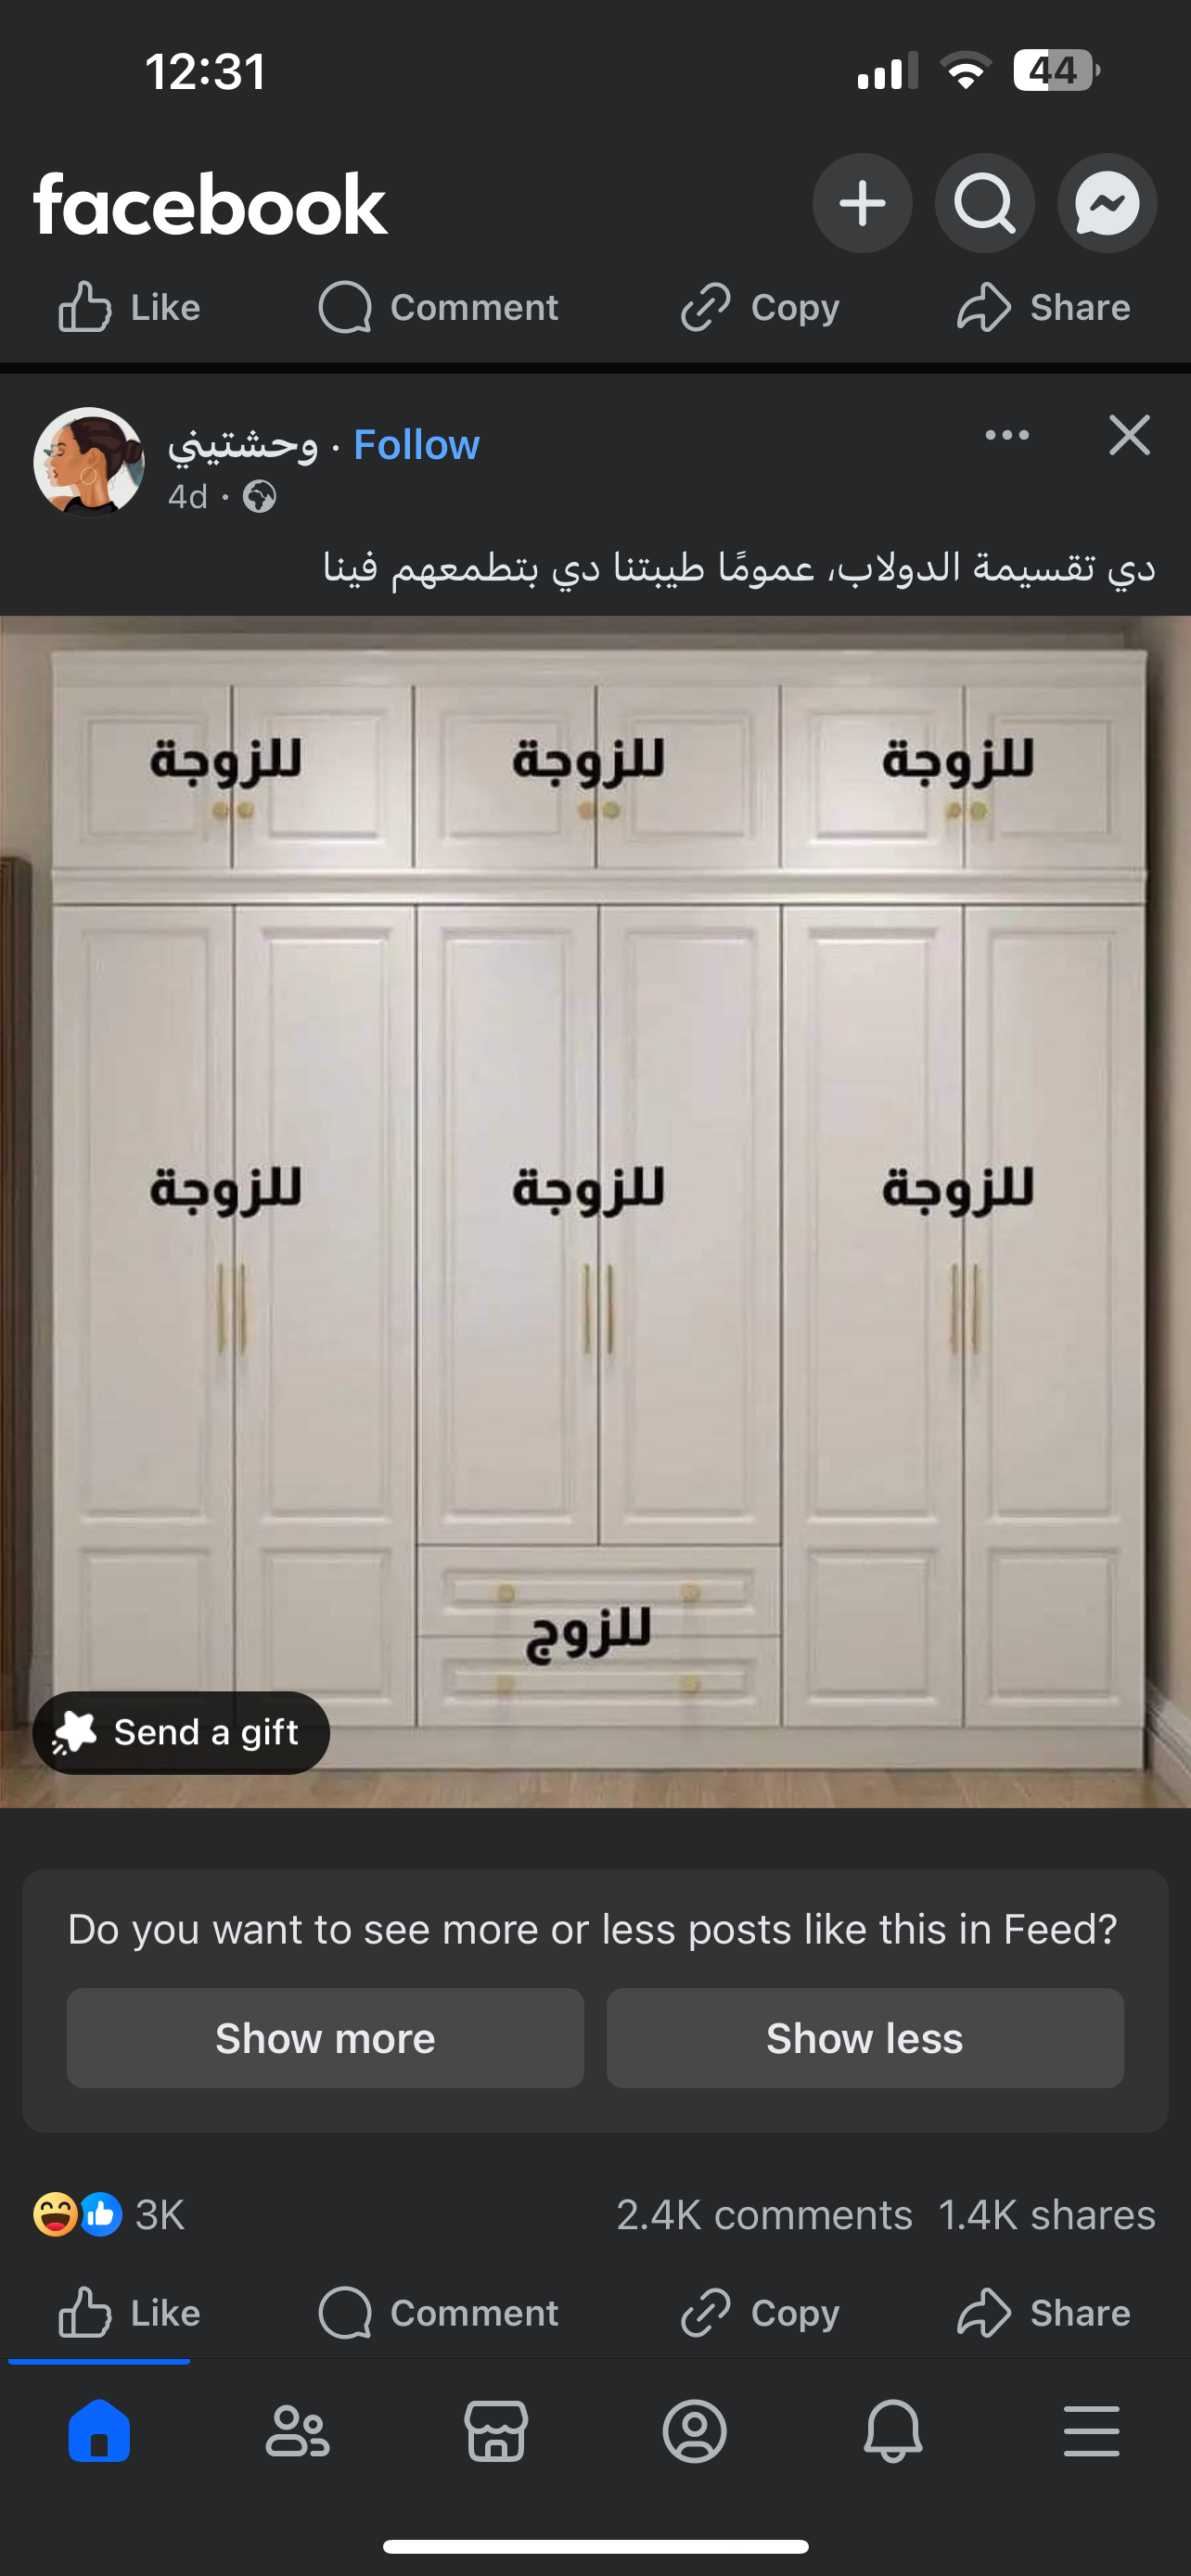 12:31
44
facebook
Like Comment Copy Share
وحشتيني · Follow
4d ·
دي تقسيمة الدولاب، عمومًا طيبتنا دي بتطمعهم فينا
للزوجة للزوجة للزوجة
للزوجة للزوجة للزوجة
للزوج
Send a gift
Do you want to see more or less posts like this in Feed?
Show more Show less
3K 2.4K comments 1.4K shares
Like Comment Copy Share